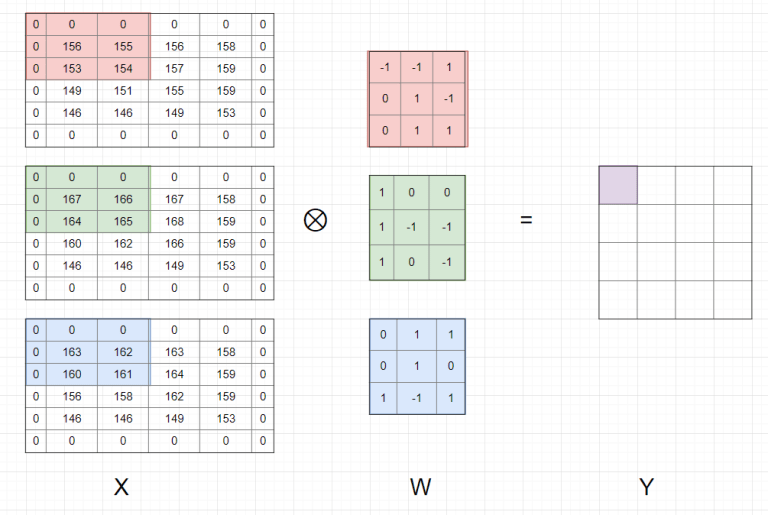 0 0 0 0 0 0
0 156 155 156 158 0
0 153 154 157 159 0
0 149 151 155 159 0
0 146 146 149 153 0
0 0 0 0 0 0
-1 -1 1
0 1 -1
0 1 1
0 0 0 0 0 0
0 167 166 167 158 0
0 164 165 168 159 0
0 160 162 166 159 0
0 146 146 149 153 0
0 0 0 0 0 0
⊗
1 0 0
1 -1 -1
1 0 -1
=
0 0 0 0 0 0
0 163 162 163 158 0
0 160 161 164 159 0
0 156 158 162 159 0
0 146 146 149 153 0
0 0 0 0 0 0
0 1 1
0 1 0
1 -1 1
X W Y